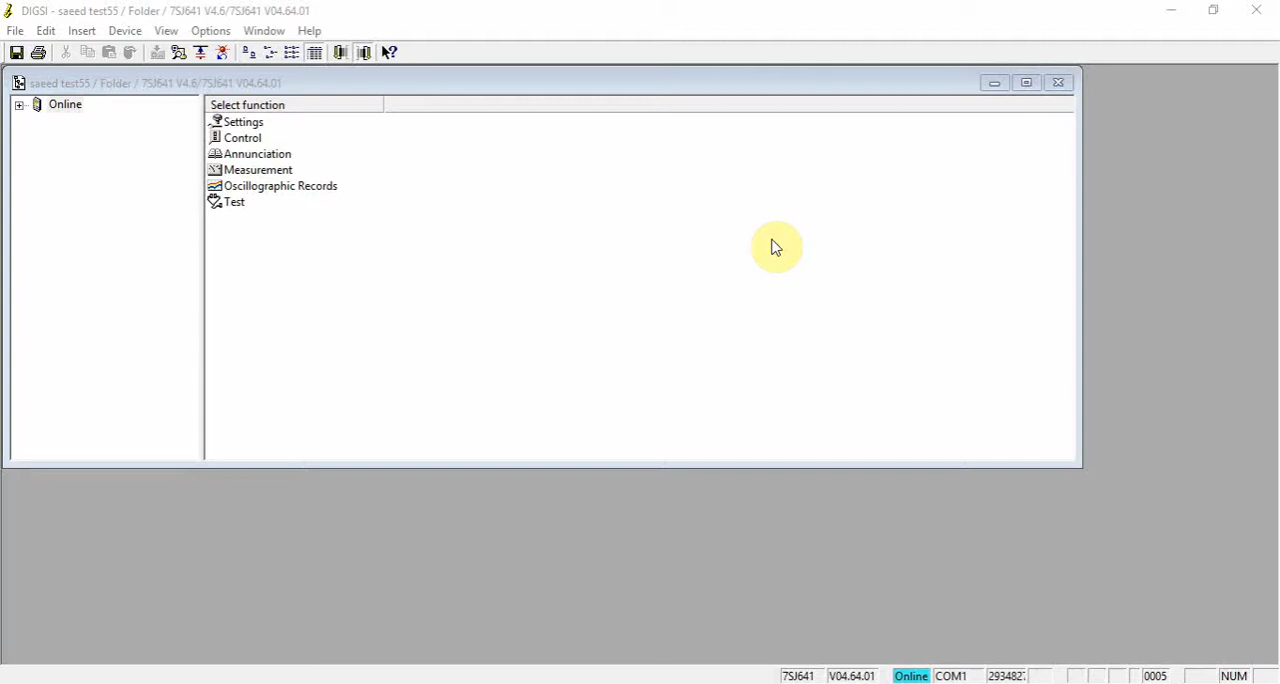 DIGSI - saeed test55 / Folder / 7SJ641 V4.6/7SJ641 V04.64.01
File Edit Insert Device View Options Window Help
saeed test55 / Folder / 7SJ641 V4.6/7SJ641 V04.64.01
Online
Select function
Settings
Control
Annunciation
Measurement
Oscillographic Records
Test
7SJ641 V04.64.01 Online COM1 0005 NUM